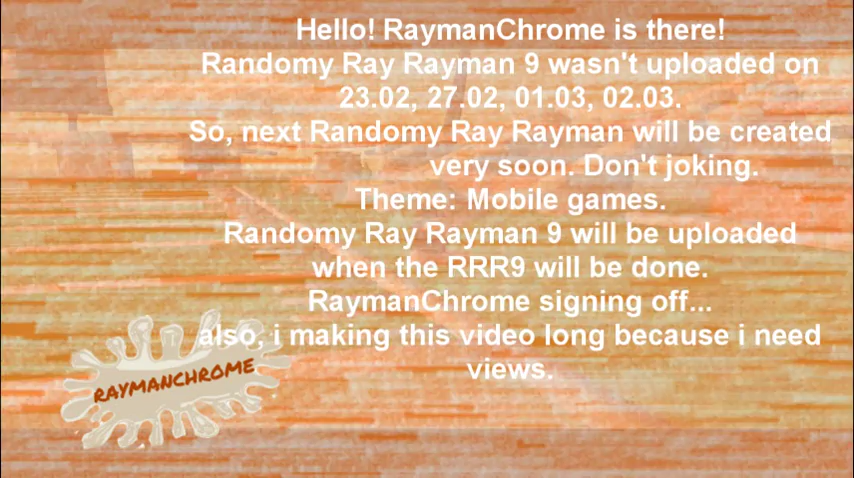 Hello! RaymanChrome is there!
Randomy Ray Rayman 9 wasn't uploaded on
23.02, 27.02, 01.03, 02.03.
So, next Randomy Ray Rayman will be created
very soon. Don't joking.
Theme: Mobile games.
Randomy Ray Rayman 9 will be uploaded
when the RRR9 will be done.
RaymanChrome signing off...
also, i making this video long because i need
views.
RAYMANCHROME